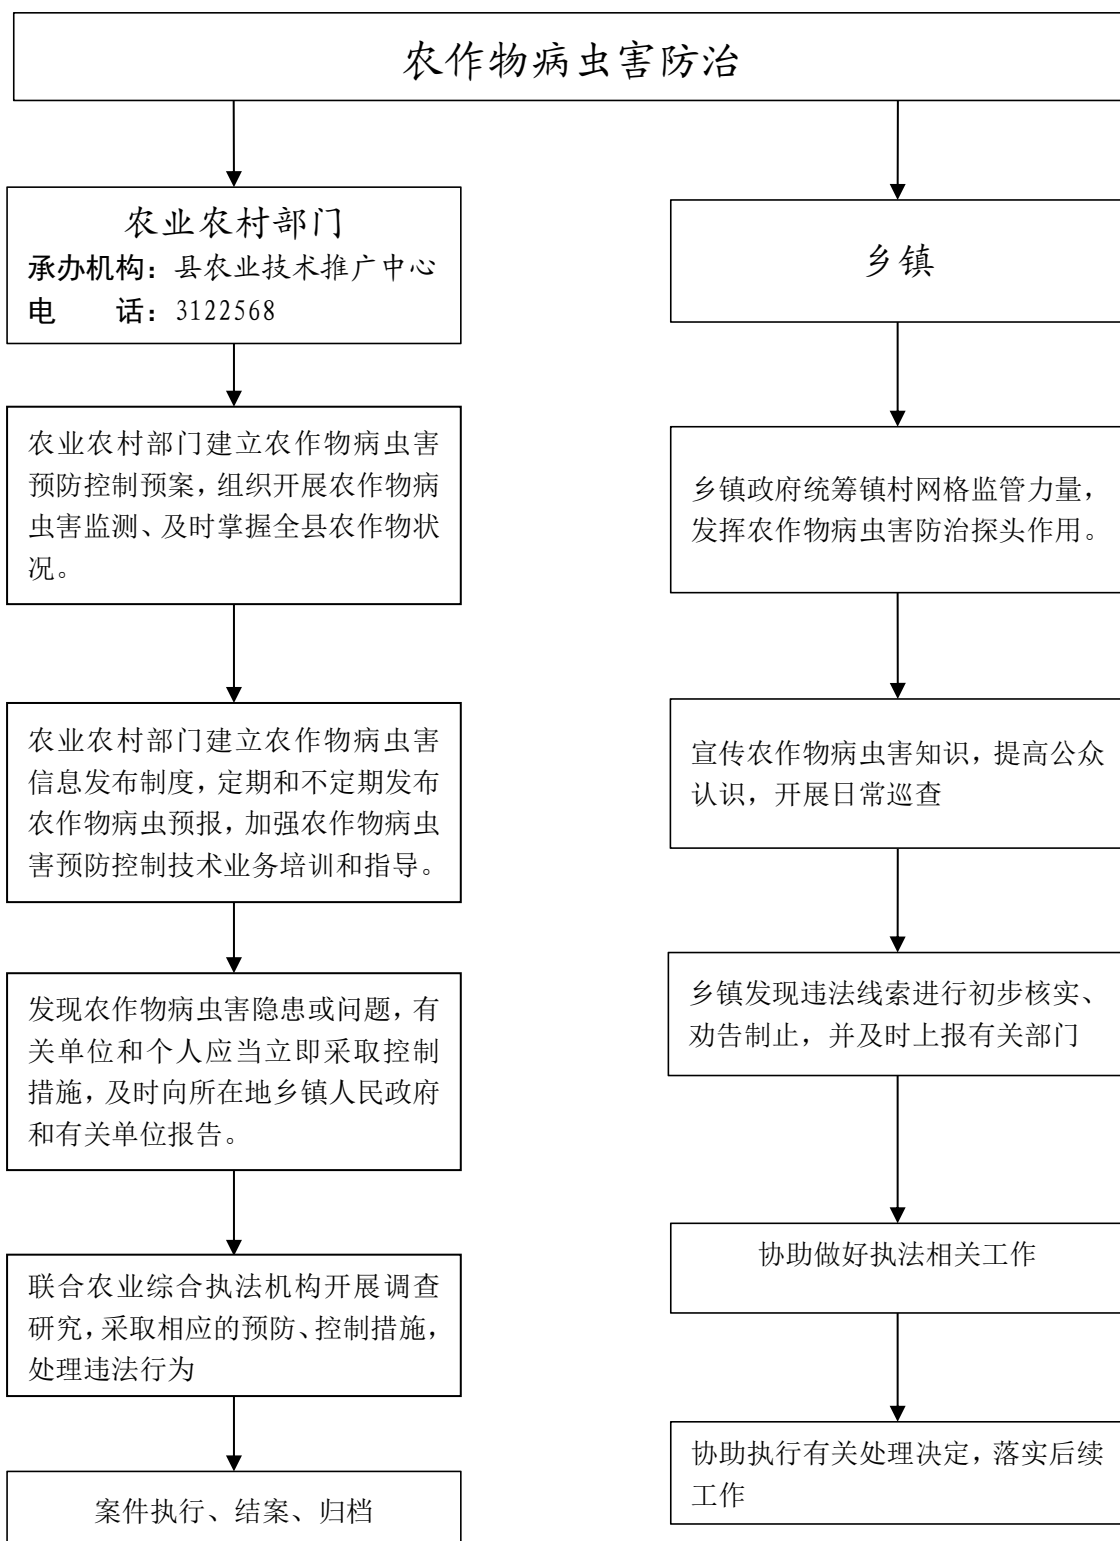 农作物病虫害防治
农业农村部门
承办机构：县农业技术推广中心
电　　话：3122568
农业农村部门建立农作物病虫害
预防控制预案，组织开展农作物病
虫害监测、及时掌握全县农作物状
况。
农业农村部门建立农作物病虫害
信息发布制度，定期和不定期发布
农作物病虫预报，加强农作物病虫
害预防控制技术业务培训和指导。
发现农作物病虫害隐患或问题，有
关单位和个人应当立即采取控制
措施，及时向所在地乡镇人民政府
和有关单位报告。
联合农业综合执法机构开展调查
研究，采取相应的预防、控制措施，
处理违法行为
案件执行、结案、归档
乡镇
乡镇政府统筹镇村网格监管力量，
发挥农作物病虫害防治探头作用。
宣传农作物病虫害知识，提高公众
认识，开展日常巡查
乡镇发现违法线索进行初步核实、
劝告制止，并及时上报有关部门
协助做好执法相关工作
协助执行有关处理决定，落实后续
工作